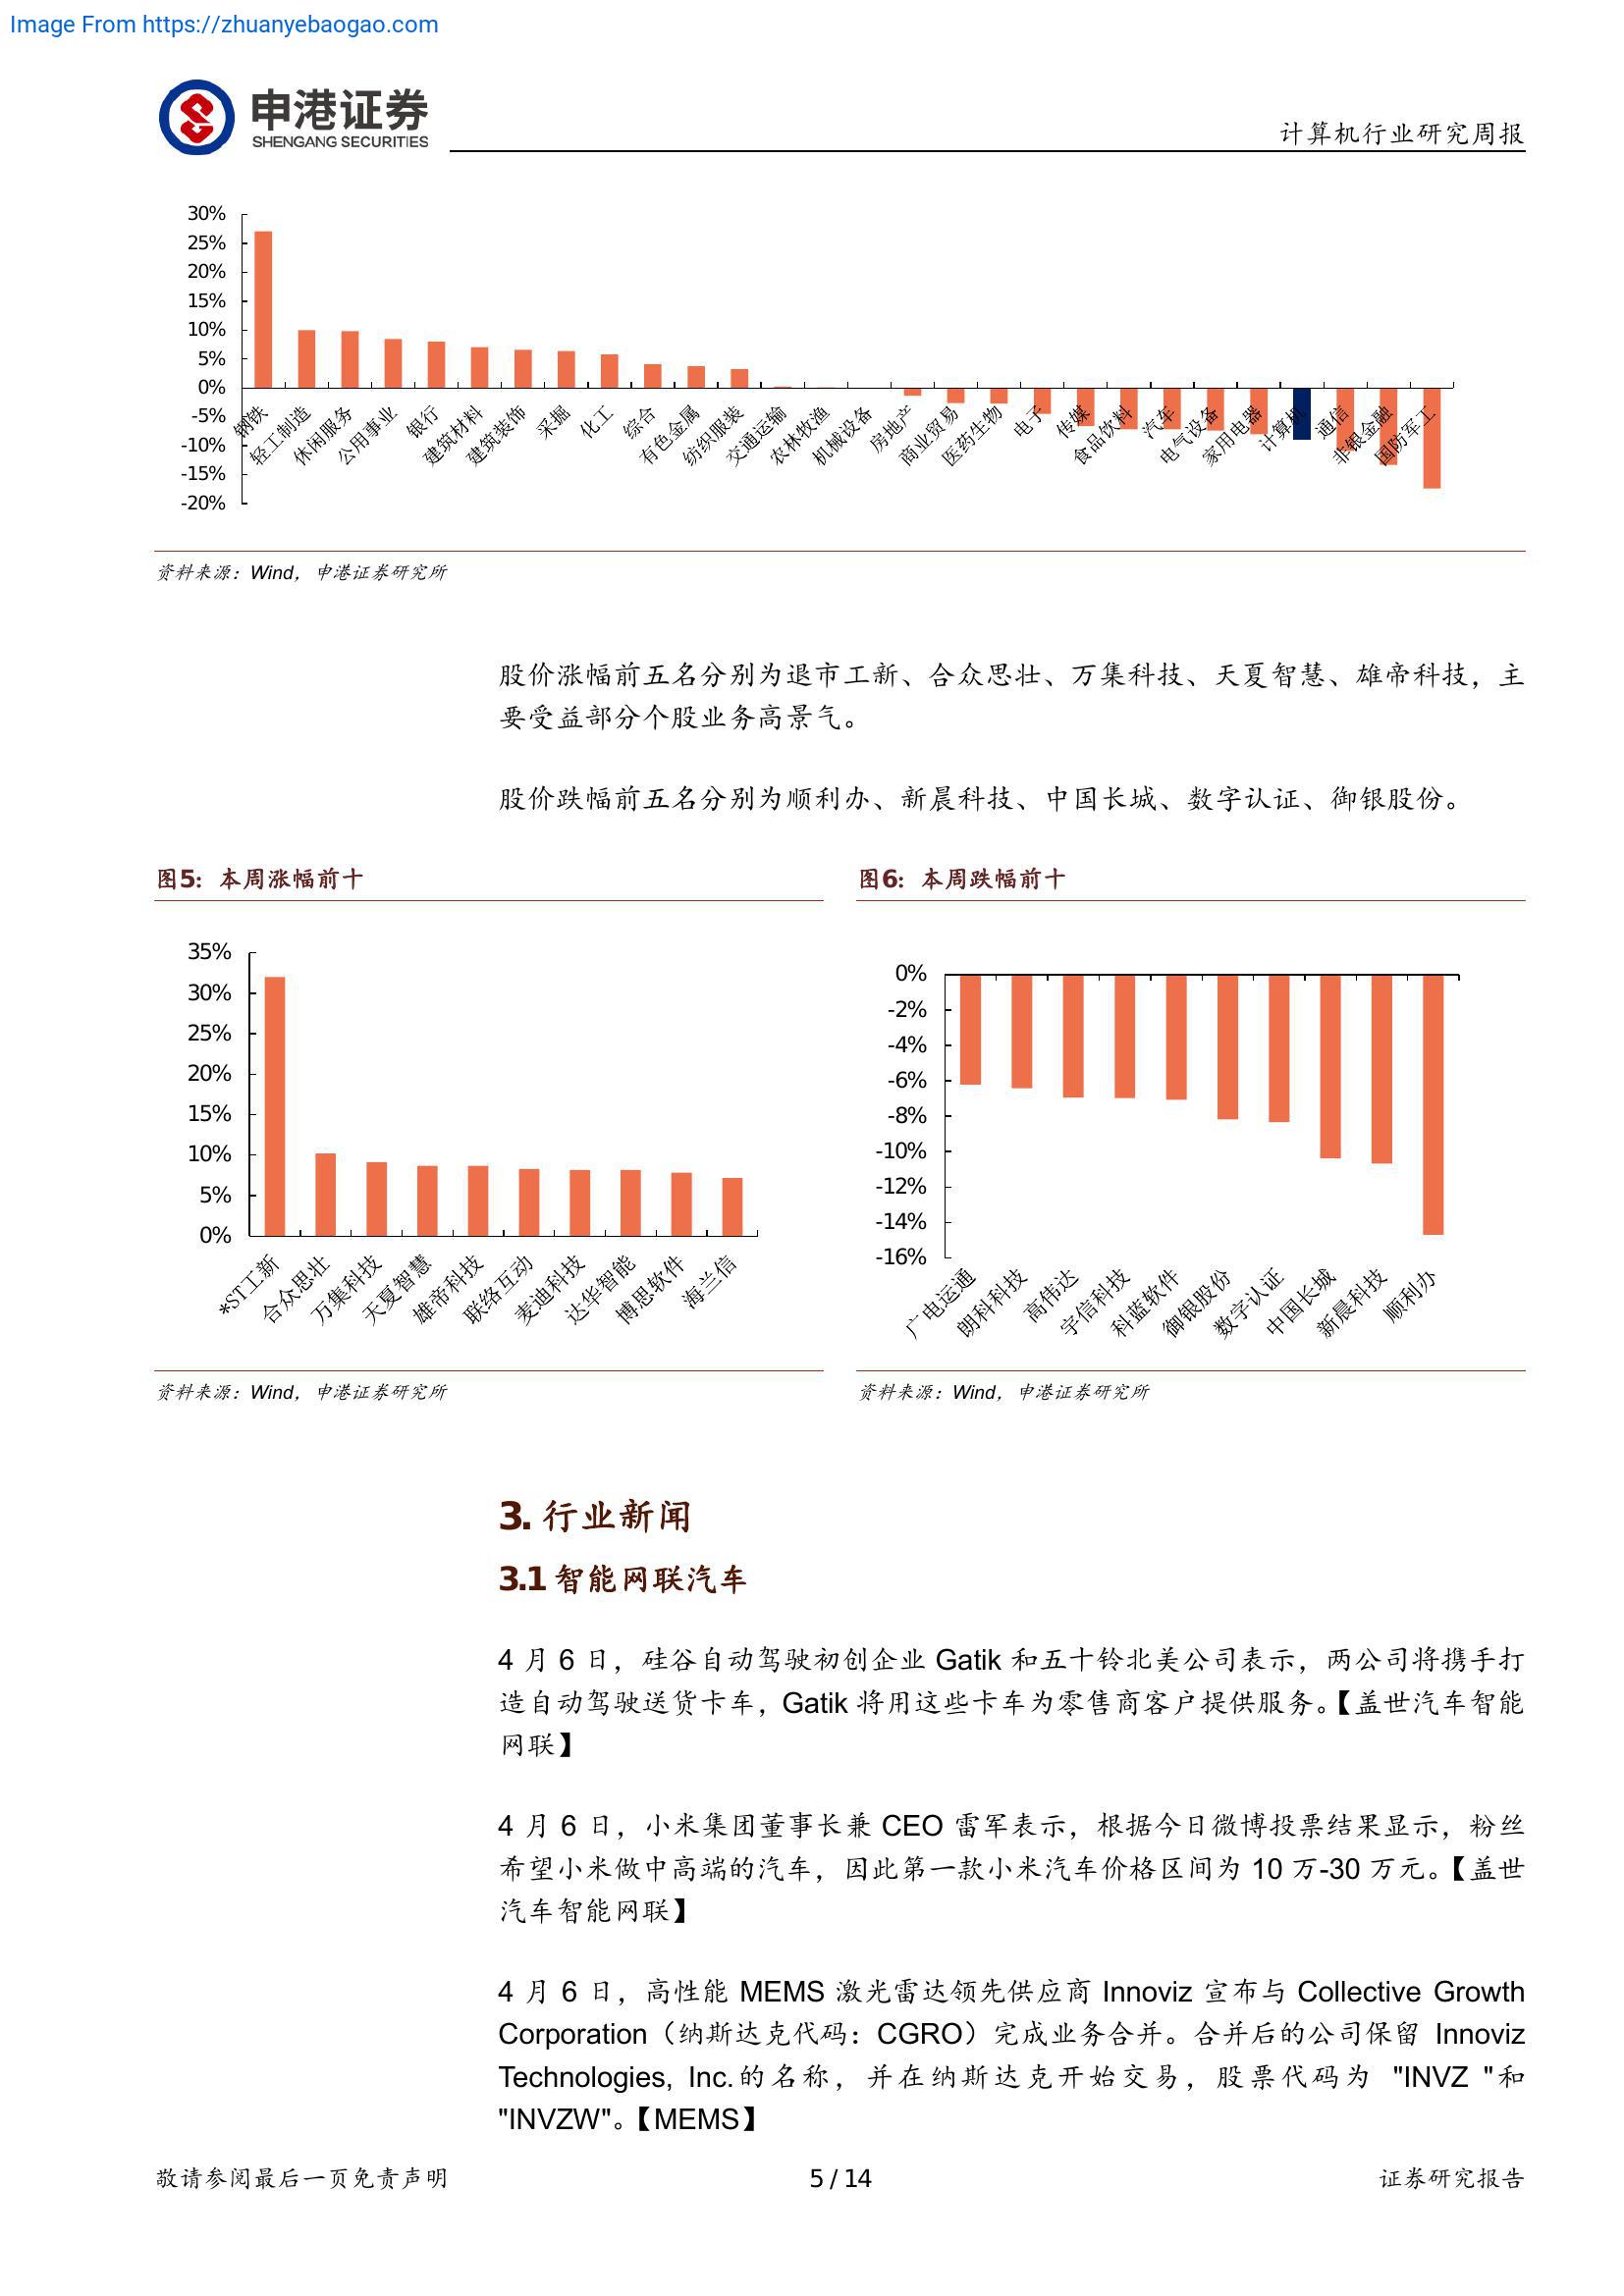 Image From https://zhuanyebaogao.com
申港证券
SHENGANG SECURITIES
计算机行业研究周报
30%
25%
20%
15%
10%
5%
0%
-5%
-10%
-15%
-20%
钢铁
轻工制造
休闲服务
公用事业
银行
建筑材料
建筑装饰
采掘
化工
综合
有色金属
纺织服装
交通运输
农林牧渔
机械设备
房地产
商业贸易
医药生物
电子
传媒
食品饮料
汽车
电气设备
家用电器
计算机
通信
非银金融
国防军工
资料来源：Wind，申港证券研究所
股价涨幅前五名分别为退市工新、合众思壮、万集科技、天夏智慧、雄帝科技，主
要受益部分个股业务高景气。
股价跌幅前五名分别为顺利办、新晨科技、中国长城、数字认证、御银股份。
图5：本周涨幅前十
35%
30%
25%
20%
15%
10%
5%
0%
*ST工新
合众思壮
万集科技
天夏智慧
雄帝科技
联络互动
麦迪科技
达华智能
博思软件
海兰信
资料来源：Wind，申港证券研究所
图6：本周跌幅前十
0%
-2%
-4%
-6%
-8%
-10%
-12%
-14%
-16%
广电运通
朗科科技
高伟达
宇信科技
科蓝软件
御银股份
数字认证
中国长城
新晨科技
顺利办
资料来源：Wind，申港证券研究所
3. 行业新闻
3.1 智能网联汽车
4 月 6 日，硅谷自动驾驶初创企业 Gatik 和五十铃北美公司表示，两公司将携手打
造自动驾驶送货卡车，Gatik 将用这些卡车为零售商客户提供服务。【盖世汽车智能
网联】
4 月 6 日，小米集团董事长兼 CEO 雷军表示，根据今日微博投票结果显示，粉丝
希望小米做中高端的汽车，因此第一款小米汽车价格区间为 10 万-30 万元。【盖世
汽车智能网联】
4 月 6 日，高性能 MEMS 激光雷达领先供应商 Innoviz 宣布与 Collective Growth
Corporation（纳斯达克代码：CGRO）完成业务合并。合并后的公司保留 Innoviz
Technologies, Inc.的名称，并在纳斯达克开始交易，股票代码为 "INVZ "和
"INVZW"。【MEMS】
敬请参阅最后一页免责声明
5 / 14
证券研究报告